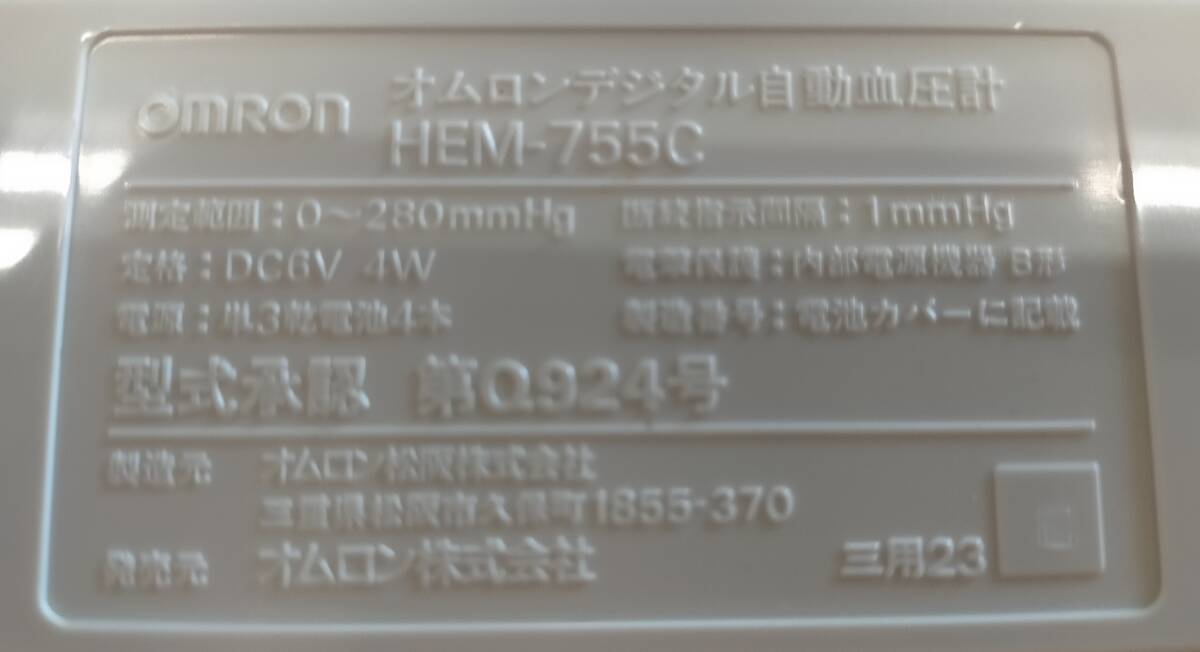 OMRON オムロンデジタル自動血圧計
HEM-755C
測定範囲：0～280mmHg 断続指示間隔：1mmHg
定格：DC6V 4W 電撃保護：内部電源機器 B形
電源：単3乾電池4本 製造番号：電池カバーに記載
型式承認 第Q924号
製造元 オムロン松阪株式会社
三重県松阪市久保町1855-370
発売元 オムロン株式会社
三用23